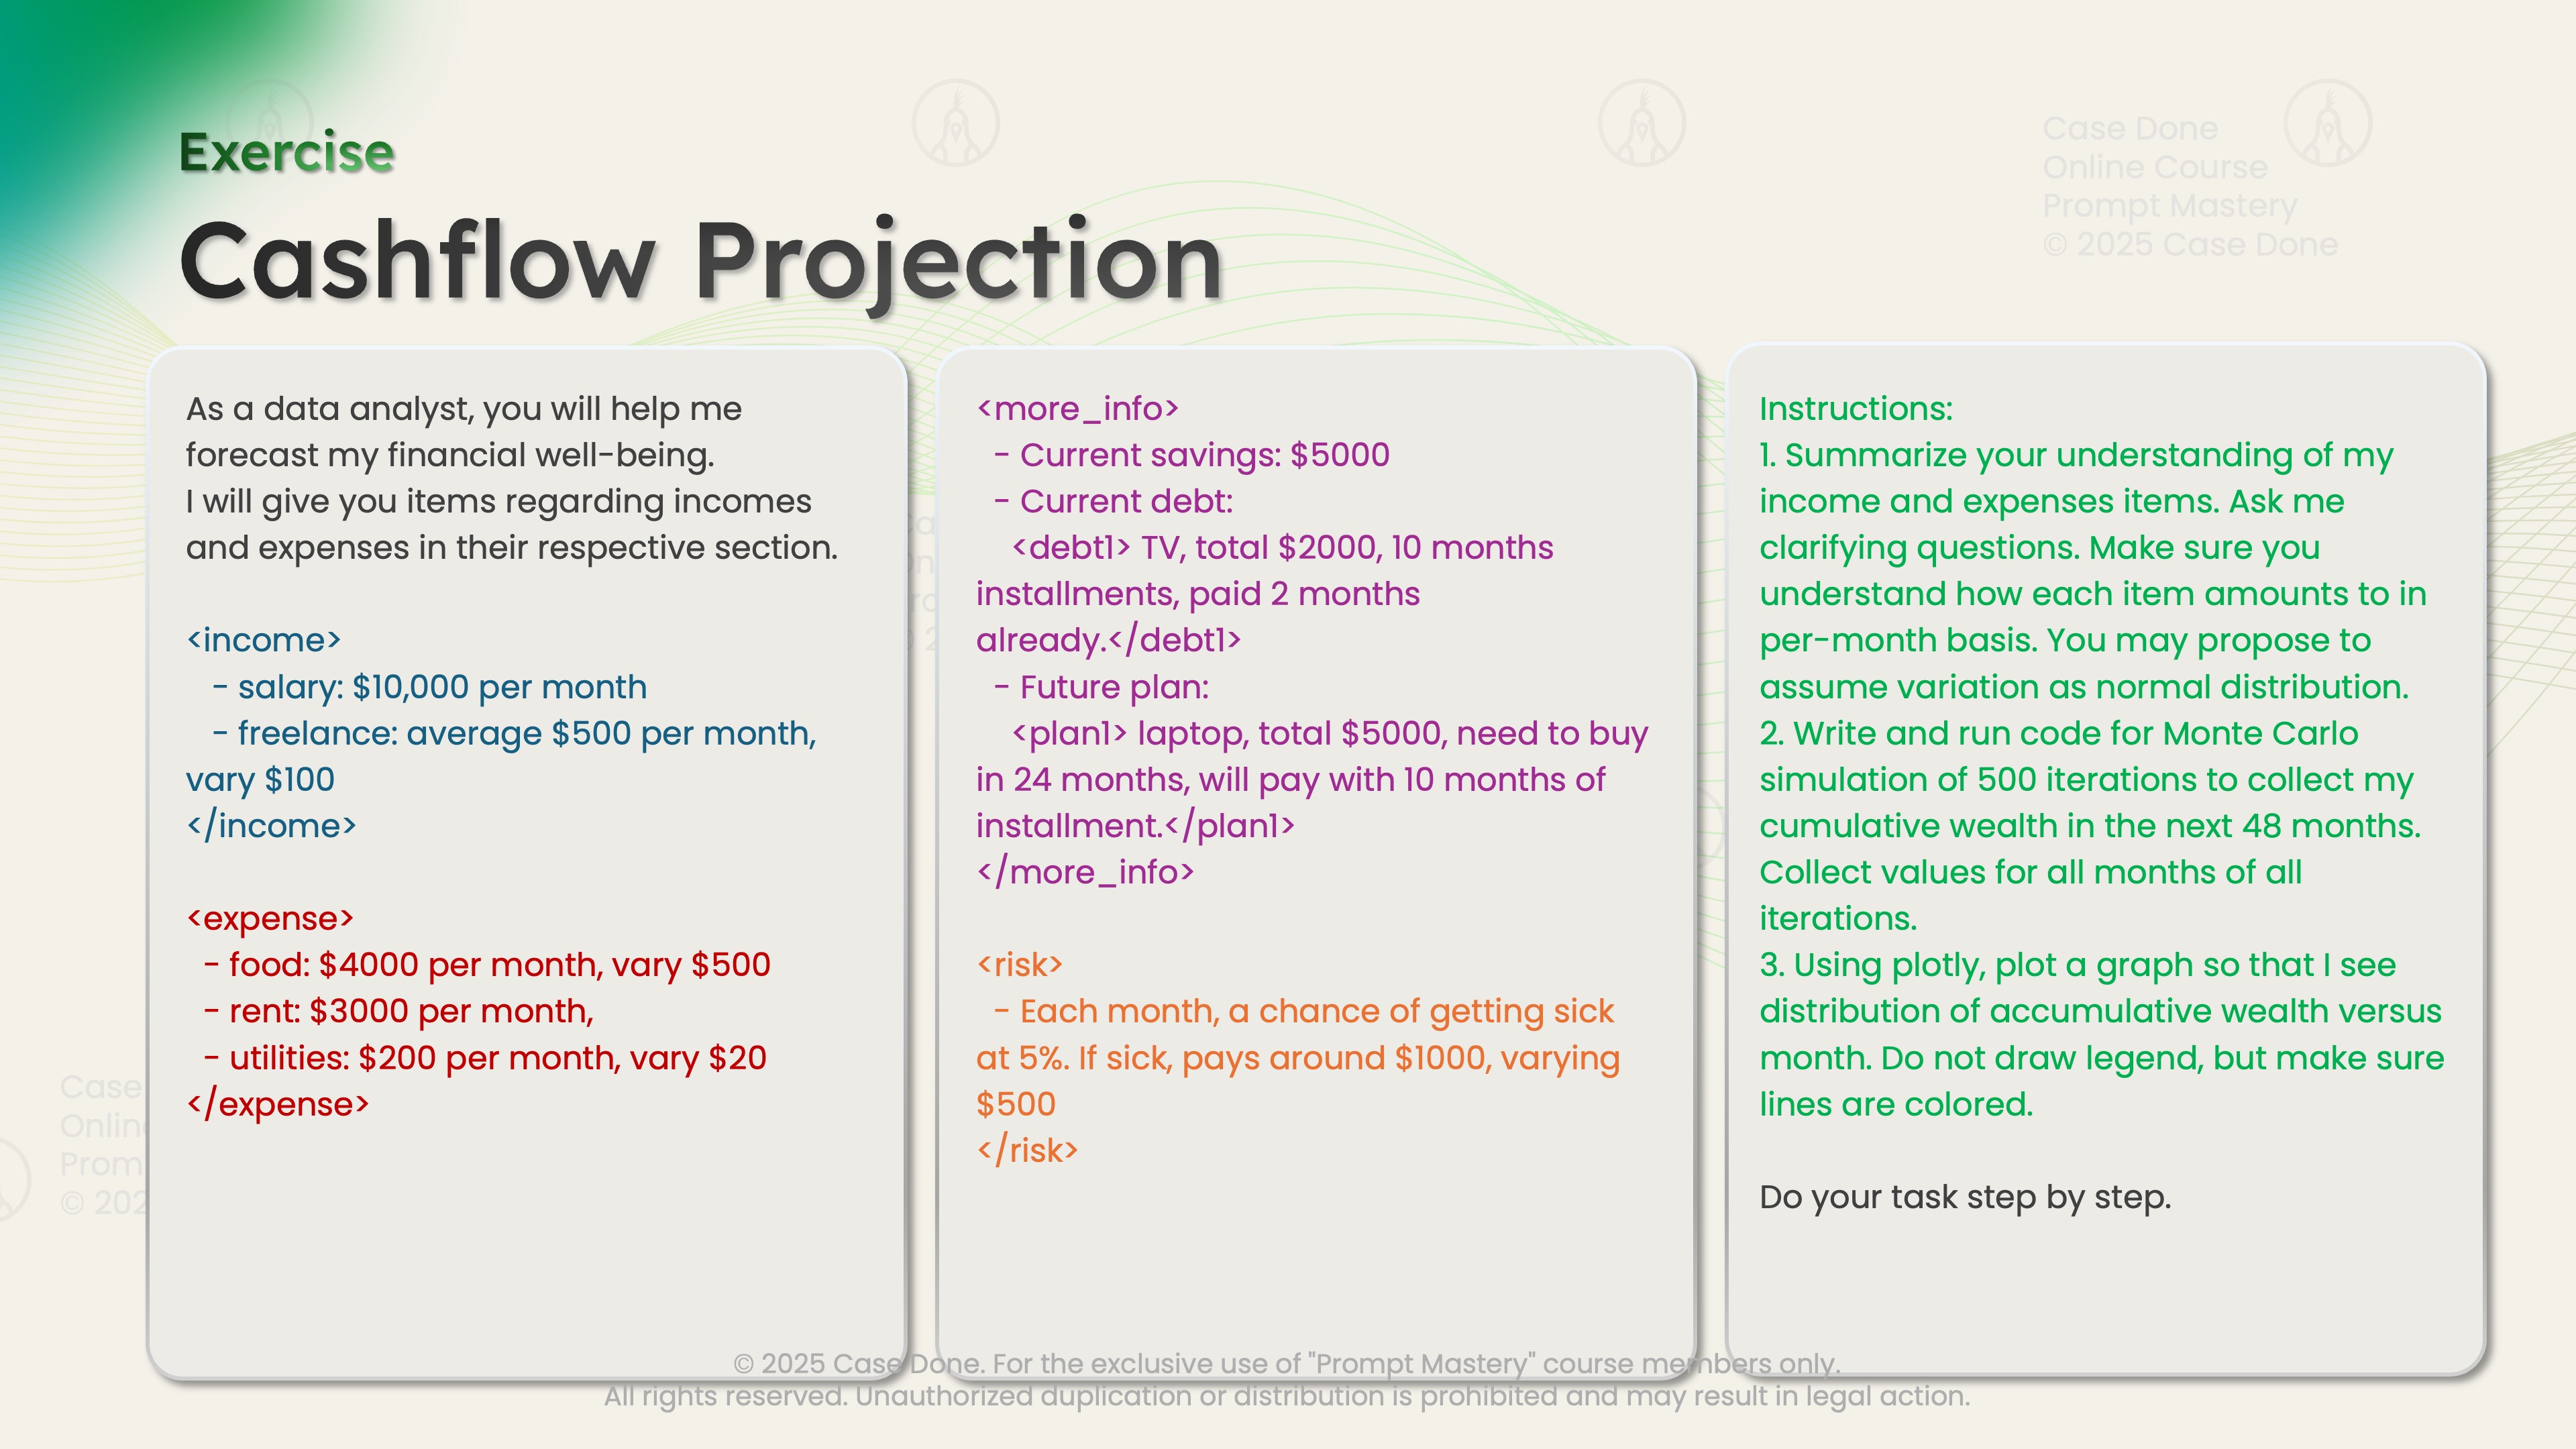 Exercise
Cashflow Projection
Case Done
Online Course
Prompt Mastery
© 2025 Case Done
As a data analyst, you will help me
forecast my financial well-being.
I will give you items regarding incomes
and expenses in their respective section.
<income>
- salary: $10,000 per month
- freelance: average $500 per month,
vary $100
</income>
<expense>
- food: $4000 per month, vary $500
- rent: $3000 per month,
- utilities: $200 per month, vary $20
</expense>
<more_info>
- Current savings: $5000
- Current debt:
<debt1> TV, total $2000, 10 months
installments, paid 2 months
already.</debt1>
- Future plan:
<plan1> laptop, total $5000, need to buy
in 24 months, will pay with 10 months of
installment.</plan1>
</more_info>
<risk>
- Each month, a chance of getting sick
at 5%. If sick, pays around $1000, varying
$500
</risk>
Instructions:
1. Summarize your understanding of my
income and expenses items. Ask me
clarifying questions. Make sure you
understand how each item amounts to in
per-month basis. You may propose to
assume variation as normal distribution.
2. Write and run code for Monte Carlo
simulation of 500 iterations to collect my
cumulative wealth in the next 48 months.
Collect values for all months of all
iterations.
3. Using plotly, plot a graph so that I see
distribution of accumulative wealth versus
month. Do not draw legend, but make sure
lines are colored.
Do your task step by step.
Case
Onlin
Prom
© 202
© 2025 Case Done. For the exclusive use of "Prompt Mastery" course members only.
All rights reserved. Unauthorized duplication or distribution is prohibited and may result in legal action.